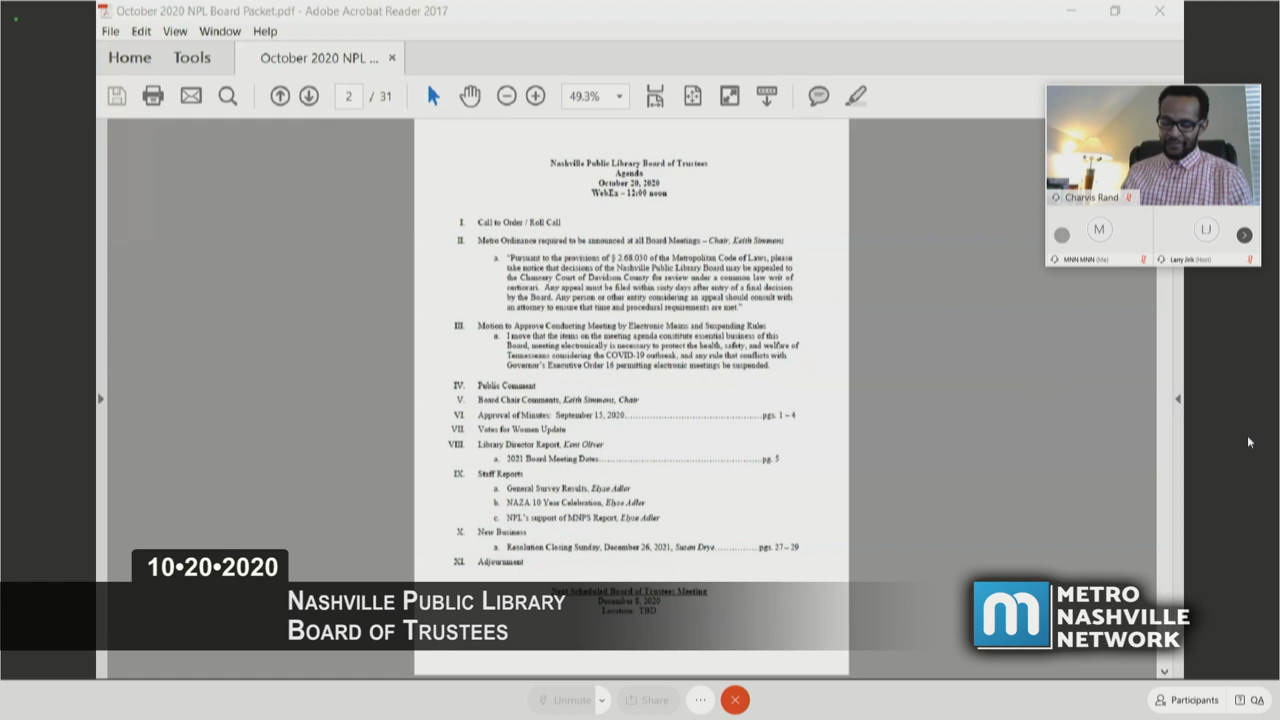 October 2020 NPL Board Packet.pdf - Adobe Acrobat Reader 2017
File Edit View Window Help
Home Tools October 2020 NPL ... ×
2 / 31 49.3%
Nashville Public Library Board of Trustees
Agenda
October 20, 2020
WebEx – 12:00 noon
I. Call to Order / Roll Call
II. Metro Ordinance required to be announced at all Board Meetings – Chair, Keith Simmons
a. "Pursuant to the provisions of § 2.68.030 of the Metropolitan Code of Laws, please
take notice that decisions of the Nashville Public Library Board may be appealed to
the Chancery Court of Davidson County for review under a common law writ of
certiorari. Any appeal must be filed within sixty days after entry of a final decision
by the Board. Any person or other entity considering an appeal should consult with
an attorney to ensure that time and procedural requirements are met."
III. Motion to Approve Conducting Meeting by Electronic Means and Suspending Rules
a. I move that the items on the meeting agenda constitute essential business of this
Board, meeting electronically is necessary to protect the health, safety, and welfare of
Tennesseans considering the COVID-19 outbreak, and any rule that conflicts with
Governor's Executive Order 16 permitting electronic meetings be suspended.
IV. Public Comment
V. Board Chair Comments, Keith Simmons, Chair
VI. Approval of Minutes: September 15, 2020 pgs. 1 – 4
VII. Votes for Women Update
VIII. Library Director Report, Kent Oliver
a. 2021 Board Meeting Dates pg. 5
IX. Staff Reports
a. General Survey Results, Elyse Adler
b. NAZA 10 Year Celebration, Elyse Adler
c. NPL's support of MNPS Report, Elyse Adler
X. New Business
a. Resolution Closing Sunday, December 26, 2021, Susan Drye pgs. 27 – 29
XI. Adjournment
Next Scheduled Board of Trustees Meeting
December 8, 2020
Location: TBD
Charvis Rand
M LJ
MNN MNN (Me) Larry Jirik (Host)
10•20•2020
NASHVILLE PUBLIC LIBRARY
BOARD OF TRUSTEES
m METRO
NASHVILLE
NETWORK
Unmute Share ... Participants QA